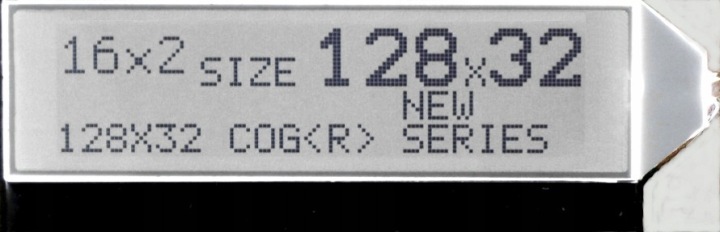 16x2 SIZE 128x32
NEW
128X32 COG<R> SERIES